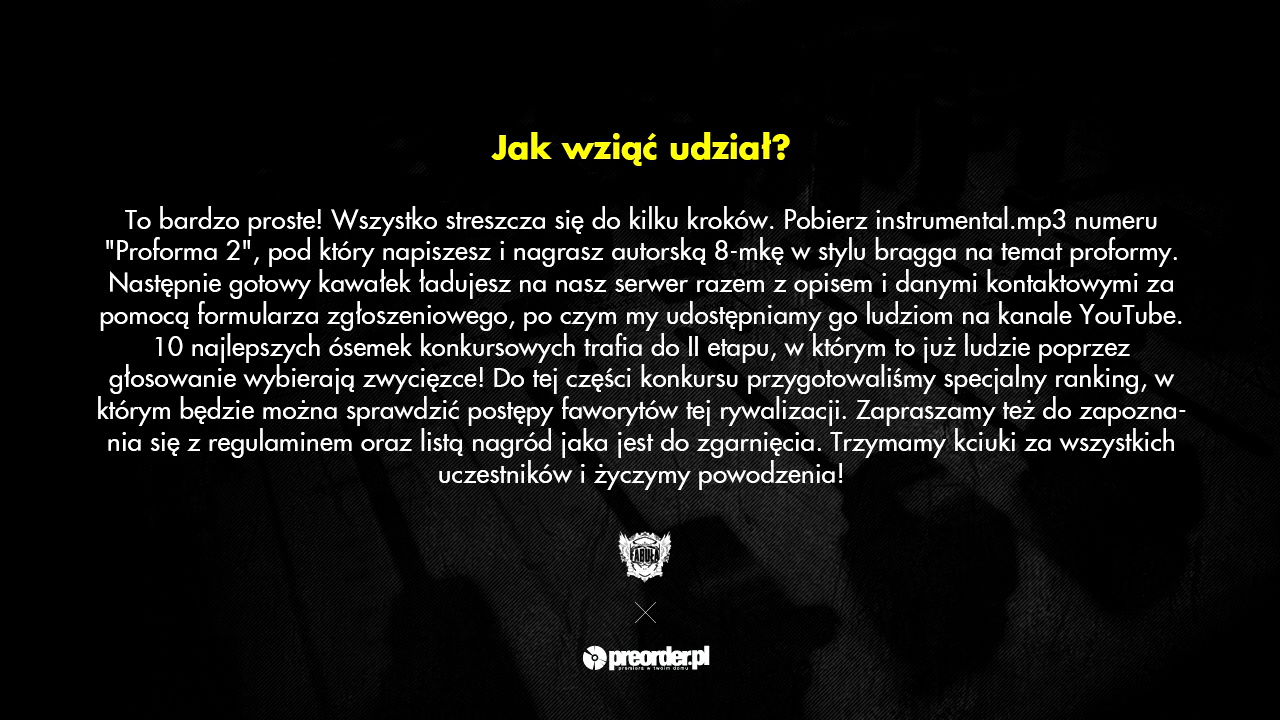 Jak wziąć udział?
To bardzo proste! Wszystko streszcza się do kilku kroków. Pobierz instrumental.mp3 numeru
"Proforma 2", pod który napiszesz i nagrasz autorską 8-mkę w stylu bragga na temat proformy.
Następnie gotowy kawałek ładujesz na nasz serwer razem z opisem i danymi kontaktowymi za
pomocą formularza zgłoszeniowego, po czym my udostępniamy go ludziom na kanale YouTube.
10 najlepszych ósemek konkursowych trafia do II etapu, w którym to już ludzie poprzez
głosowanie wybierają zwycięzce! Do tej części konkursu przygotowaliśmy specjalny ranking, w
którym będzie można sprawdzić postępy faworytów tej rywalizacji. Zapraszamy też do zapozna-
nia się z regulaminem oraz listą nagród jaka jest do zgarnięcia. Trzymamy kciuki za wszystkich
uczestników i życzymy powodzenia!
FABUŁA
preorder.pl
premiera w twoim domu